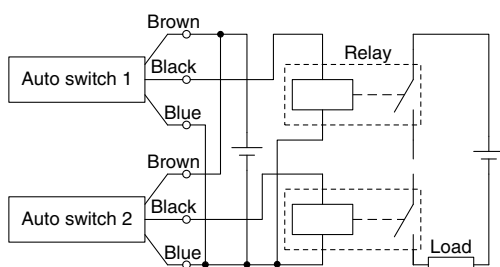 Brown
Auto switch 1
Black
Blue
Relay
Brown
Auto switch 2
Black
Blue
Load